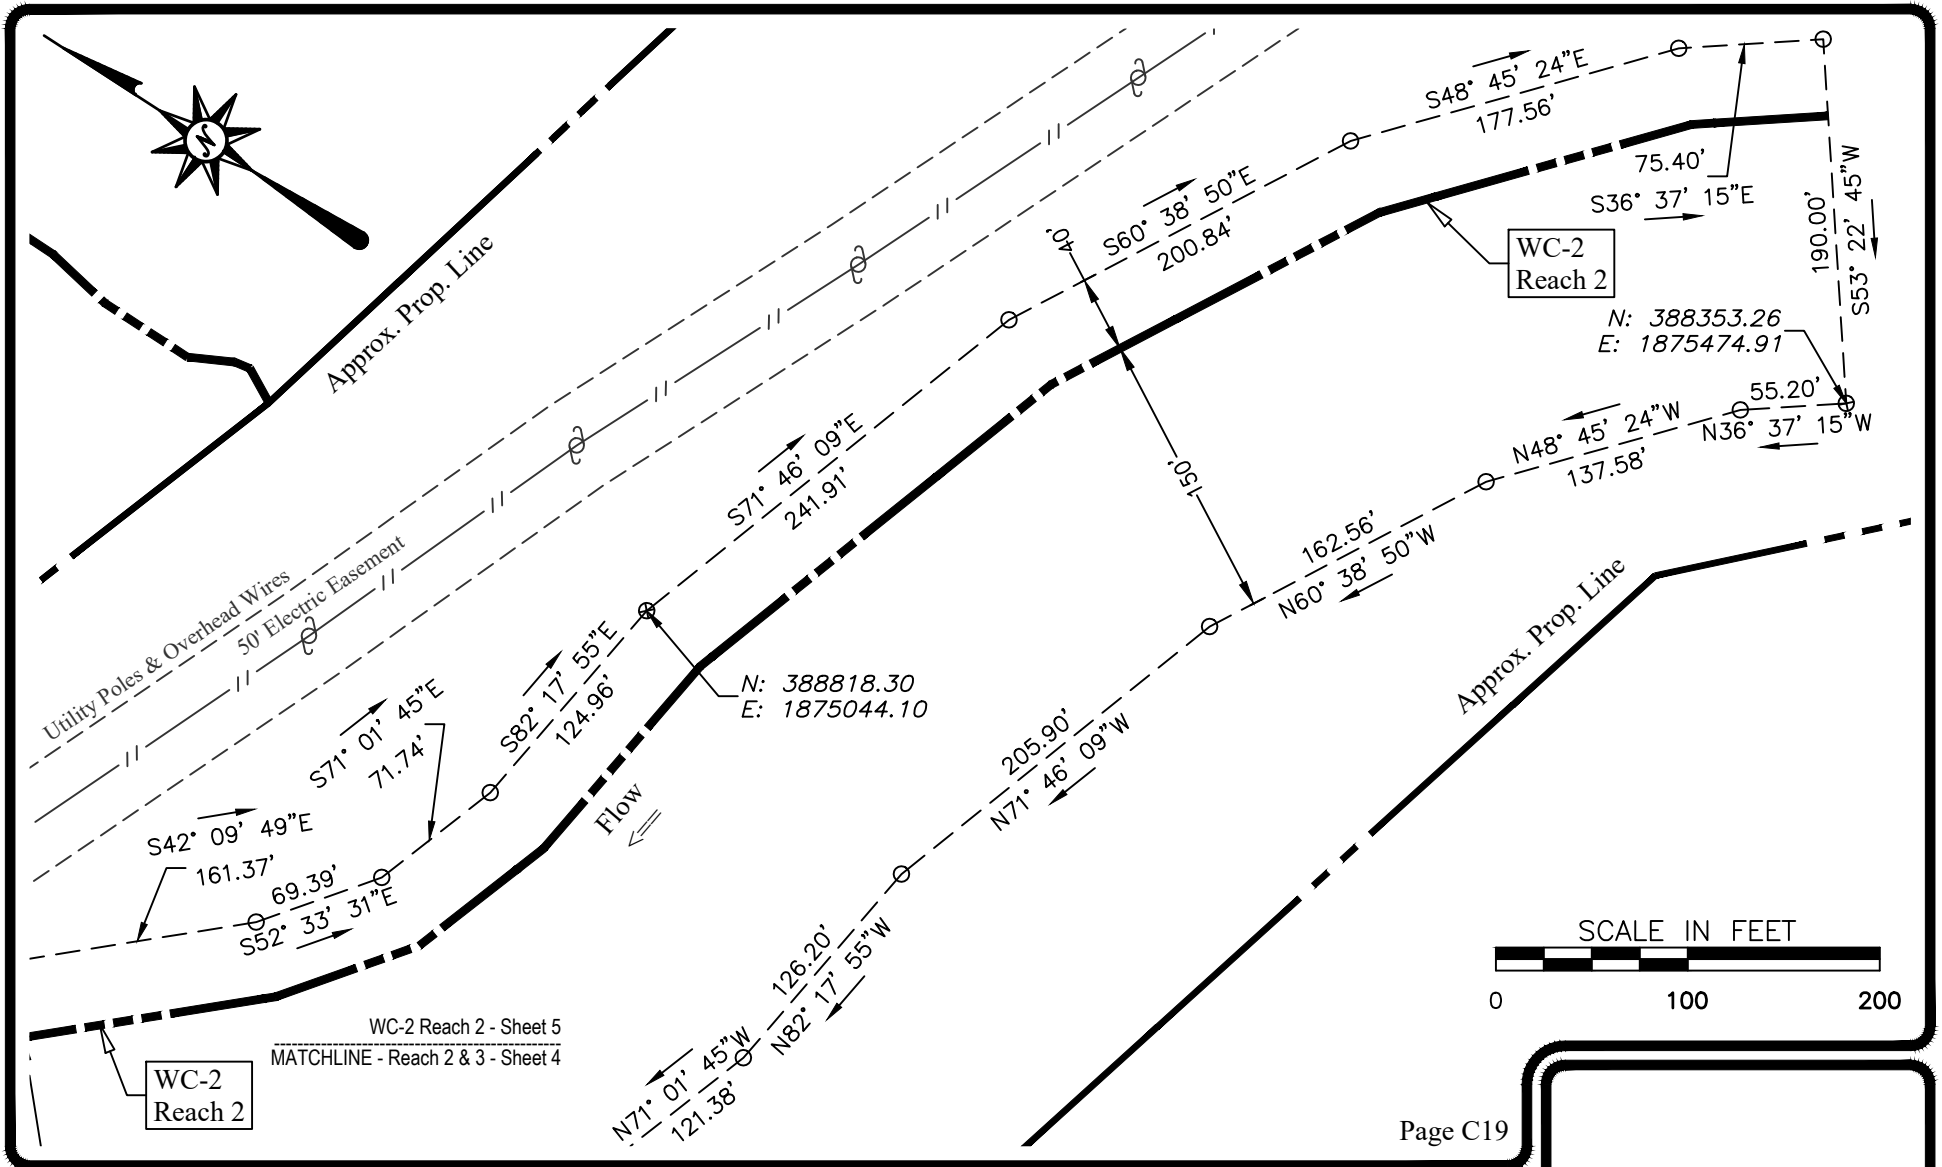 N
Approx. Prop. Line
Utility Poles & Overhead Wires
50' Electric Easement
S42° 09' 49"E
161.37'
69.39'
S52° 33' 31"E
S71° 01' 45"E
71.74'
S82° 17' 55"E
124.96'
N: 388818.30
E: 1875044.10
S71° 46' 09"E
241.91'
40'
S60° 38' 50"E
200.84'
S48° 45' 24"E
177.56'
75.40'
S36° 37' 15"E
190.00'
S53° 22' 45"W
WC-2
Reach 2
N: 388353.26
E: 1875474.91
55.20'
N36° 37' 15"W
N48° 45' 24"W
137.58'
150'
162.56'
N60° 38' 50"W
Approx. Prop. Line
205.90'
N71° 46' 09"W
126.20'
N82° 17' 55"W
N71° 01' 45"W
121.38'
Flow
WC-2 Reach 2 - Sheet 5
MATCHLINE - Reach 2 & 3 - Sheet 4
WC-2
Reach 2
SCALE IN FEET
0 100 200
Page C19